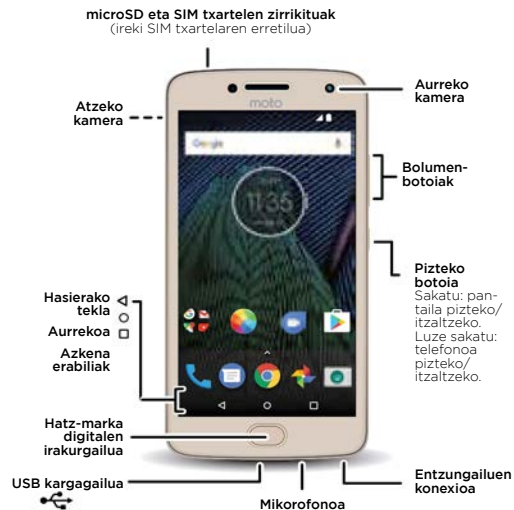 microSD eta SIM txartelen zirrikituak
(ireki SIM txartelaren erretilua)
Atzeko
kamera
Aurreko
kamera
moto
Google
11:35
Bolumen-
botoiak
Pizteko
botoia
Sakatu: pan-
taila pizteko/
itzaltzeko.
Luze sakatu:
telefonoa
pizteko/
itzaltzeko.
Hasierako
tekla
Aurrekoa
Azkena
erabiliak
Hatz-marka
digitalen
irakurgailua
USB kargagailua
Mikorofonoa
Entzungailuen
konexioa